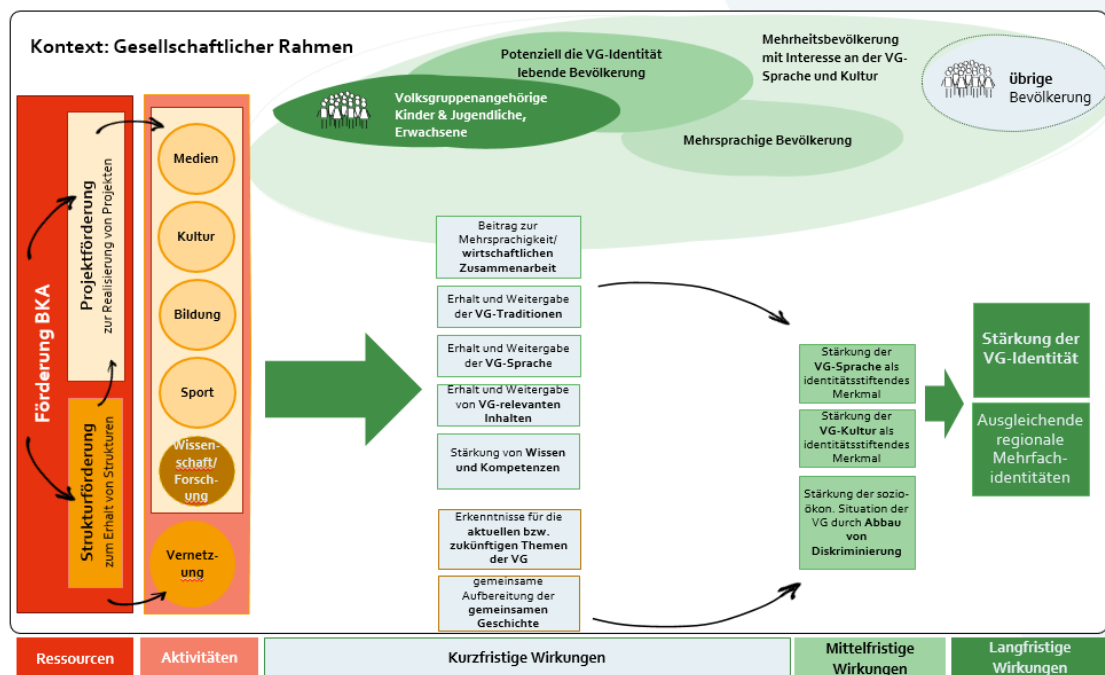 Kontext: Gesellschaftlicher Rahmen
Potenziell die VG-Identität
lebende Bevölkerung
Mehrheitsbevölkerung
mit Interesse an der VG-
Sprache und Kultur
übrige
Bevölkerung
Volksgruppenangehörige
Kinder & Jugendliche,
Erwachsene
Mehrsprachige Bevölkerung
Förderung BKA
Projektförderung
zur Realisierung von Projekten
Strukturförderung
zum Erhalt von Strukturen
Medien
Kultur
Bildung
Sport
Wissen-
schaft/
Forsch-
ung
Vernetz-
ung
Beitrag zur
Mehrsprachigkeit/
wirtschaftlichen
Zusammenarbeit
Erhalt und Weitergabe
der VG-Traditionen
Erhalt und Weitergabe
der VG-Sprache
Erhalt und Weitergabe
von VG-relevanten
Inhalten
Stärkung von Wissen
und Kompetenzen
Erkenntnisse für die
aktuellen bzw.
zukünftigen Themen
der VG
gemeinsame
Aufbereitung der
gemeinsamen
Geschichte
Stärkung der
VG-Sprache als
identitätsstiftendes
Merkmal
Stärkung der
VG-Kultur als
identitätsstiftendes
Merkmal
Stärkung der sozio-
ökon. Situation der
VG durch Abbau
von
Diskriminierung
Stärkung der
VG-Identität
Ausgleichende
regionale
Mehrfach-
identitäten
Ressourcen
Aktivitäten
Kurzfristige Wirkungen
Mittelfristige
Wirkungen
Langfristige
Wirkungen